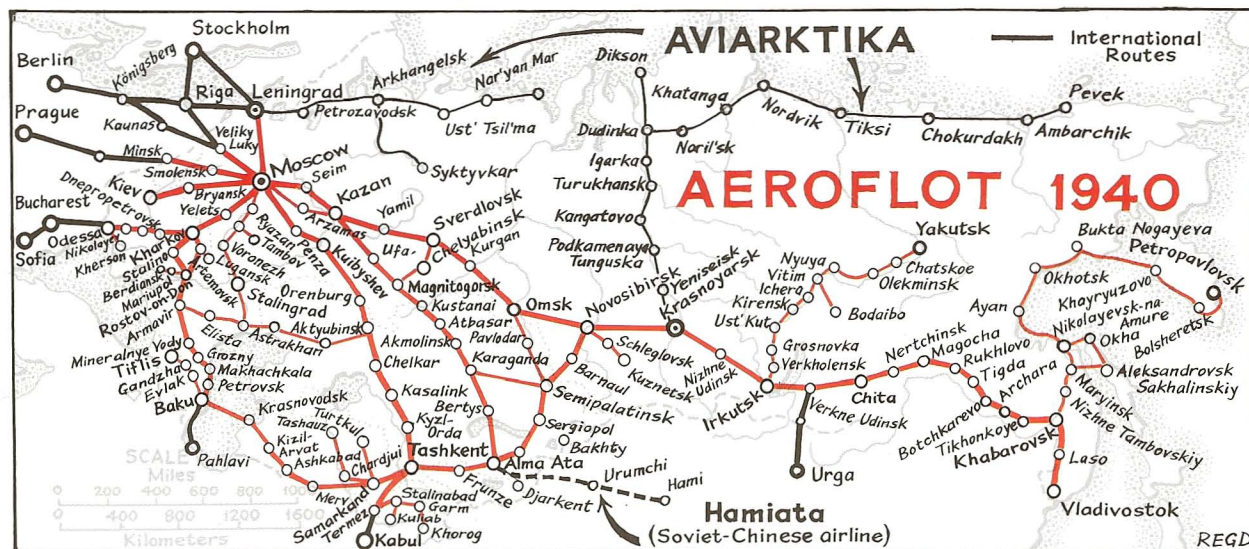 Stockholm
Berlin
Königsberg
Riga
Leningrad
Prague
Kaunas
Veliky
Luky
Minsk
Smolensk
Moscow
Kiev
Bryansk
Yelets
Bucharest
Dnepropetrovsk
Odessa
Nikolayev
Kherson
Sofia
Kharkov
Stalino
Berdiansk
Mariupol
Rostov-on-Don
Artemovsk
Lugansk
Armavir
Mineralnye Vody
Tiflis
Gandzha
Evlak
Baku
Pahlavi
Grozny
Makhachkala
Petrovsk
Elista
Astrakhan
Stalingrad
Voronezh
Tambov
Ryazan
Penza
Kuibyshev
Orenburg
Aktyubinsk
Seim
Kazan
Arzamas
Yamil
Ufa'
Sverdlovsk
Chelyabinsk
Kurgan
Magnitogorsk
Kustanai
Atbasar
Pavlodar
Akmolinsk
Chelkar
Karaganda
Kasalink
Bertys
Kyzl-
Orda
Tashkent
Krasnovodsk
Tashauz
Turtkul
Kizil-
Arvat
Ashkabad
Chardjui
Merv
Samarkand
Termez
Kabul
Stalinabad
Garm
Kuliab
Khorog
Frunze
Alma Ata
Djarkent
Urumchi
Hami
Hamiata
(Soviet-Chinese airline)
Sergiopol
Bakhty
Semipalatinsk
Barnaul
Omsk
Novosibirsk
Schleglovsk
Kuznetsk
Yeniseisk
Krasnoyarsk
Nizhne
Udinsk
Irkutsk
Petrozavodsk
Arkhangelsk
Nar'yan Mar
Ust' Tsil'ma
Syktyvkar
AVIARKTIKA
International
Routes
Dikson
Khatanga
Nordvik
Tiksi
Chokurdakh
Ambarchik
Pevek
Dudinka
Noril'sk
Igarka
Turukhansk
Kangatovo
Podkamenaya
Tunguska
AEROFLOT 1940
Yakutsk
Nyuya
Vitim
Ichera
Kirensk
Ust'Kut
Chatskoe
Olekminsk
Bodaibo
Grosnovka
Verkholensk
Verkne Udinsk
Urga
Chita
Nertchinsk
Magocha
Rukhlovo
Tigda
Archara
Botchkarevo
Tikhonkoye
Khabarovsk
Laso
Vladivostok
Bukta Nogayeva
Petropavlovsk
Okhotsk
Ayan
Khayryuzovo
Nikolayevsk-na-
Amure
Okha
Bolsheretsk
Aleksandrovsk
Sakhalinskiy
Maryinsk
Nizhne Tambovskiy
SCALE
Miles
0 200 400 600 800 1000
0 400 800 1200 1600
Kilometers
REGD